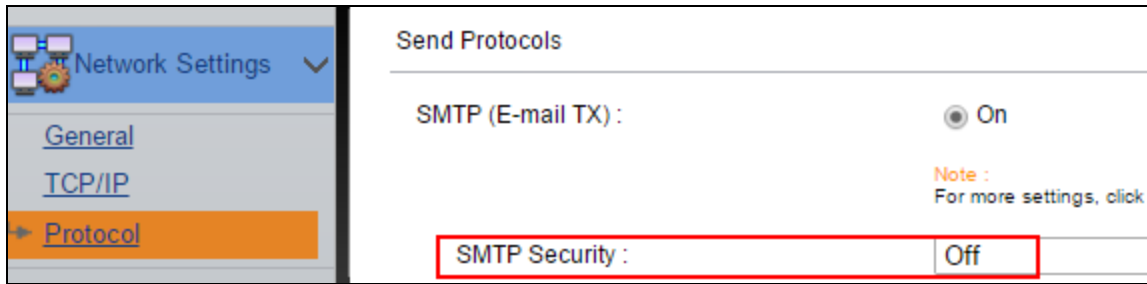 Network Settings
General
TCP/IP
Protocol
Send Protocols
SMTP (E-mail TX) :
On
Note :
For more settings, click
SMTP Security :
Off